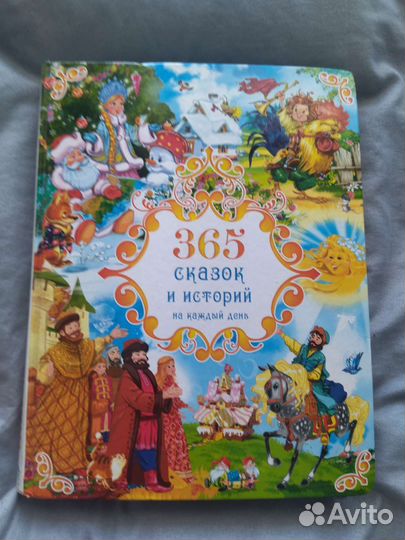 365
сказок
и историй
на каждый день
Avito